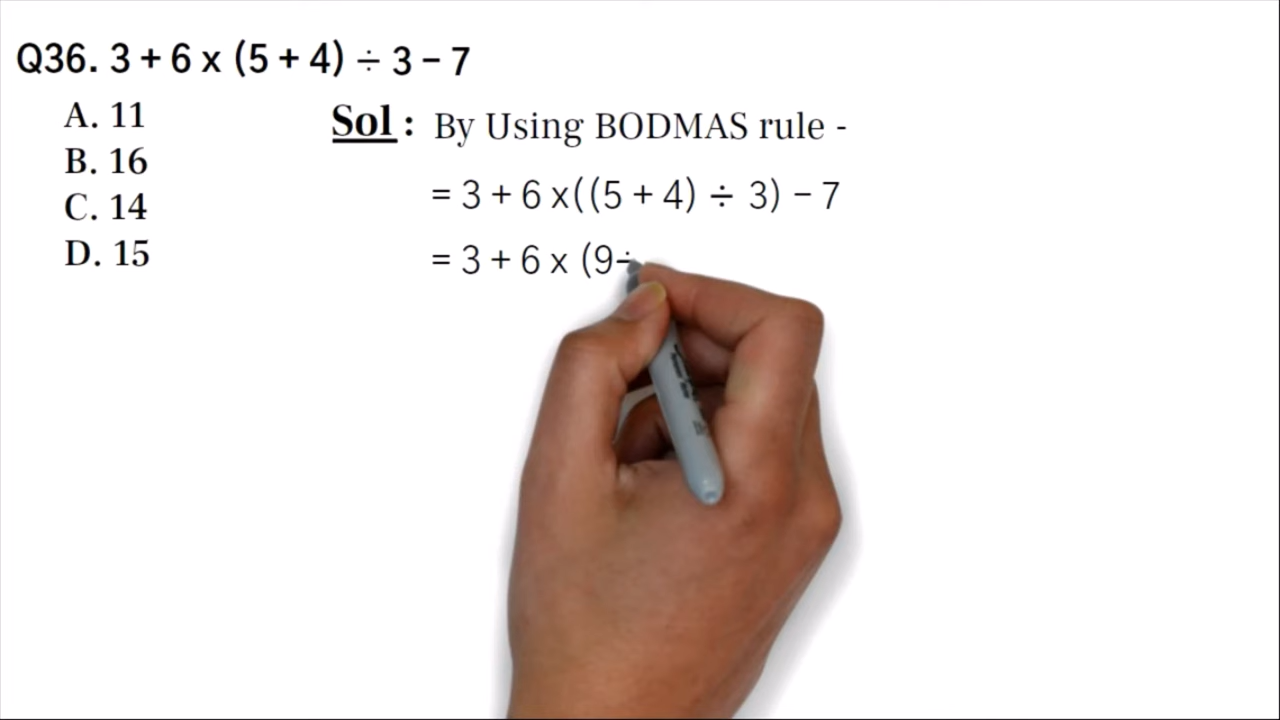 Q36. 3 + 6 x (5 + 4) ÷ 3 – 7
A. 11
B. 16
C. 14
D. 15
Sol : By Using BODMAS rule -
= 3 + 6 x((5 + 4) ÷ 3) – 7
= 3 + 6 x (9÷